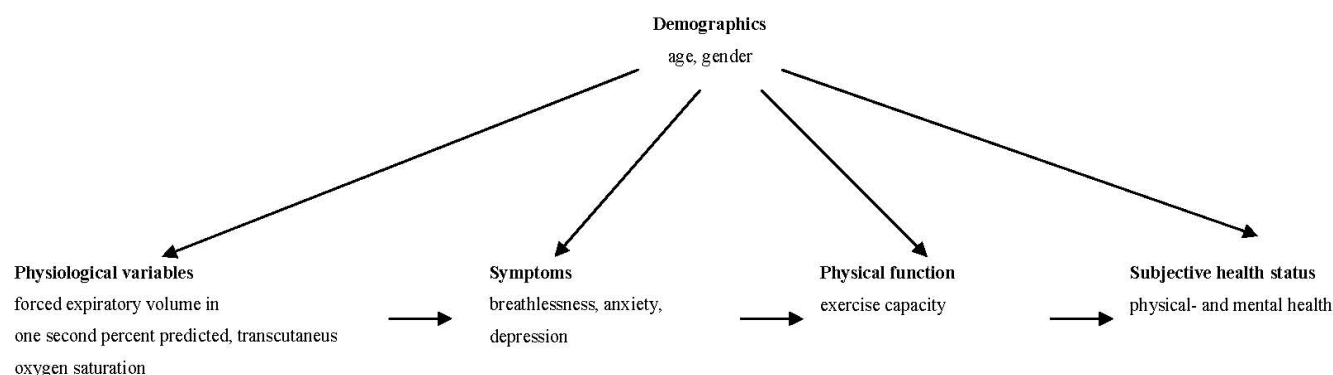 Demographics
age, gender
Physiological variables
forced expiratory volume in
one second percent predicted, transcutaneus
oxygen saturation
Symptoms
breathlessness, anxiety,
depression
Physical function
exercise capacity
Subjective health status
physical- and mental health